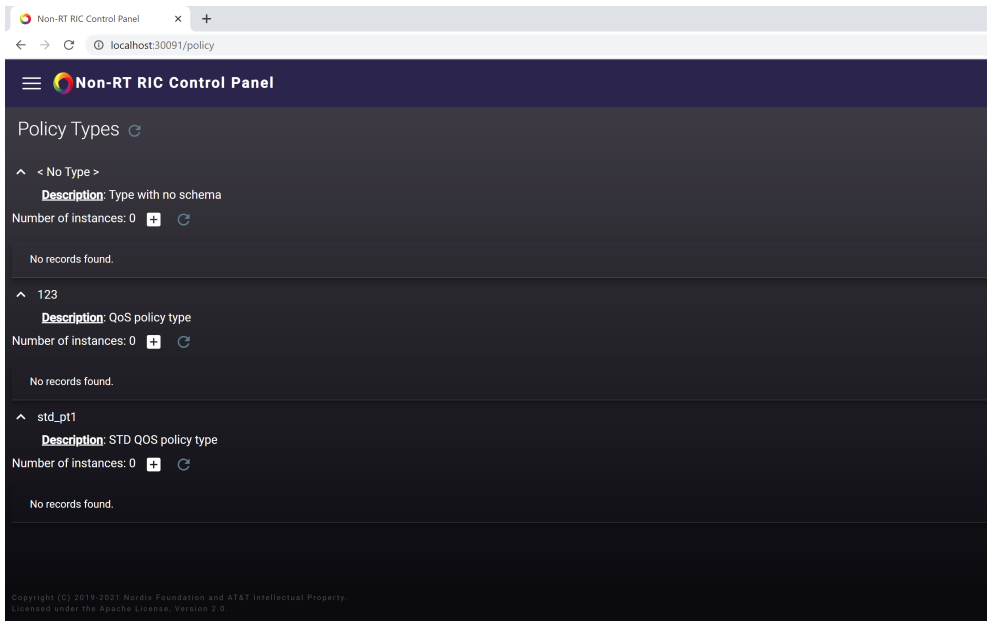 Non-RT RIC Control Panel
localhost:30091/policy
Non-RT RIC Control Panel
Policy Types
< No Type >
Description: Type with no schema
Number of instances: 0
No records found.
123
Description: QoS policy type
Number of instances: 0
No records found.
std_pt1
Description: STD QOS policy type
Number of instances: 0
No records found.
Copyright (C) 2019-2021 Nordix Foundation and AT&T Intellectual Property.
Licensed under the Apache License, Version 2.0.